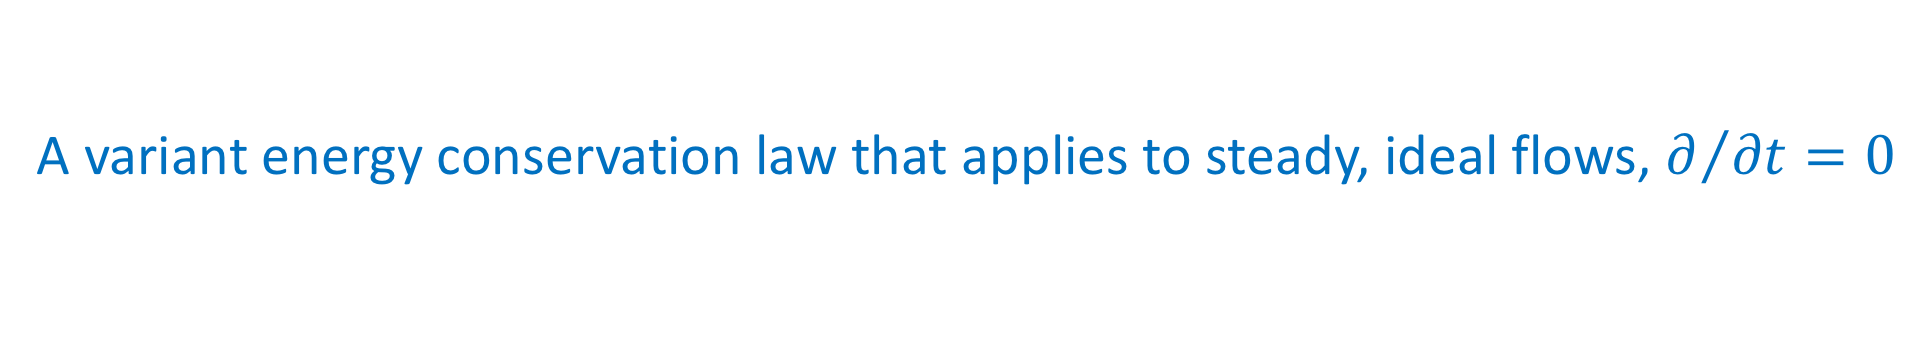 A variant energy conservation law that applies to steady, ideal flows, ∂/∂t = 0